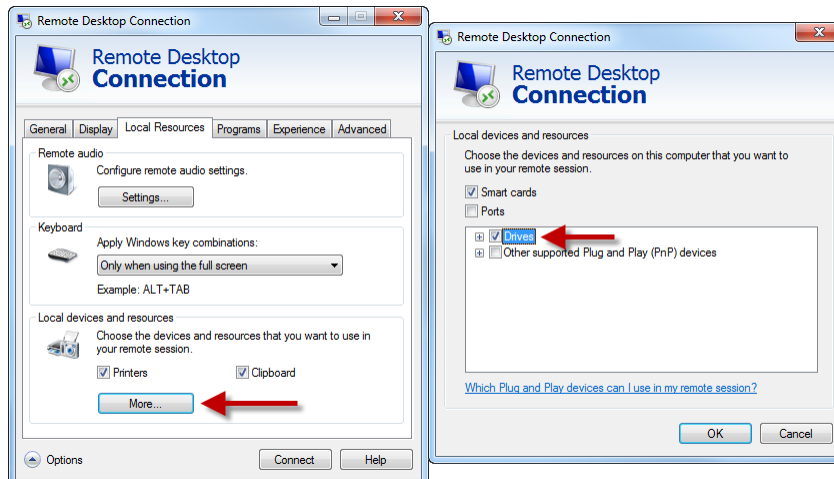 Remote Desktop Connection
Remote Desktop
Connection
General Display Local Resources Programs Experience Advanced
Remote audio
Configure remote audio settings.
Settings...
Keyboard
Apply Windows key combinations:
Only when using the full screen
Example: ALT+TAB
Local devices and resources
Choose the devices and resources that you want to use in
your remote session.
Printers Clipboard
More...
Options Connect Help
Remote Desktop Connection
Remote Desktop
Connection
Local devices and resources
Choose the devices and resources on this computer that you want to
use in your remote session.
Smart cards
Ports
Drives
Other supported Plug and Play (PnP) devices
Which Plug and Play devices can I use in my remote session?
OK Cancel